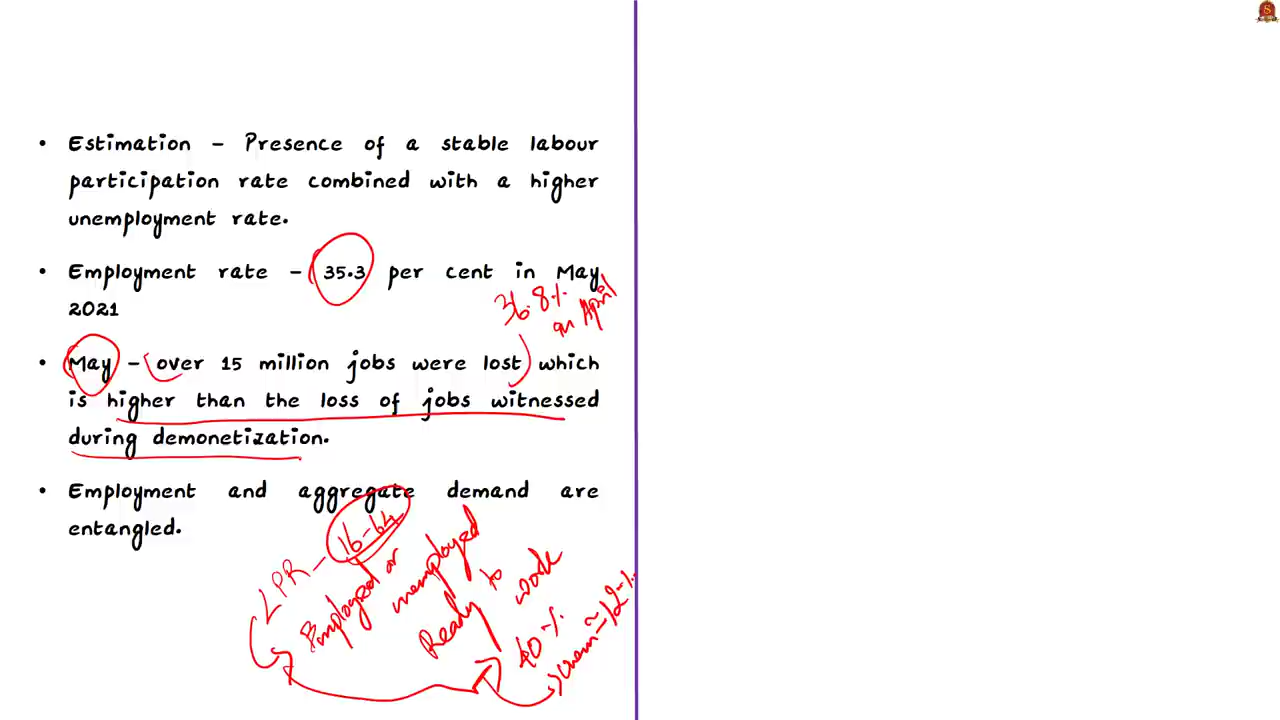 • Estimation – Presence of a stable labour
participation rate combined with a higher
unemployment rate.
• Employment rate – 35.3 per cent in May
2021
36.8%
in April
• May – over 15 million jobs were lost which
is higher than the loss of jobs witnessed
during demonetization.
• Employment and aggregate demand are
entangled.
LPR – 16-64
Employed or
unemployed
Ready to work
40%
unem ≈ 12%